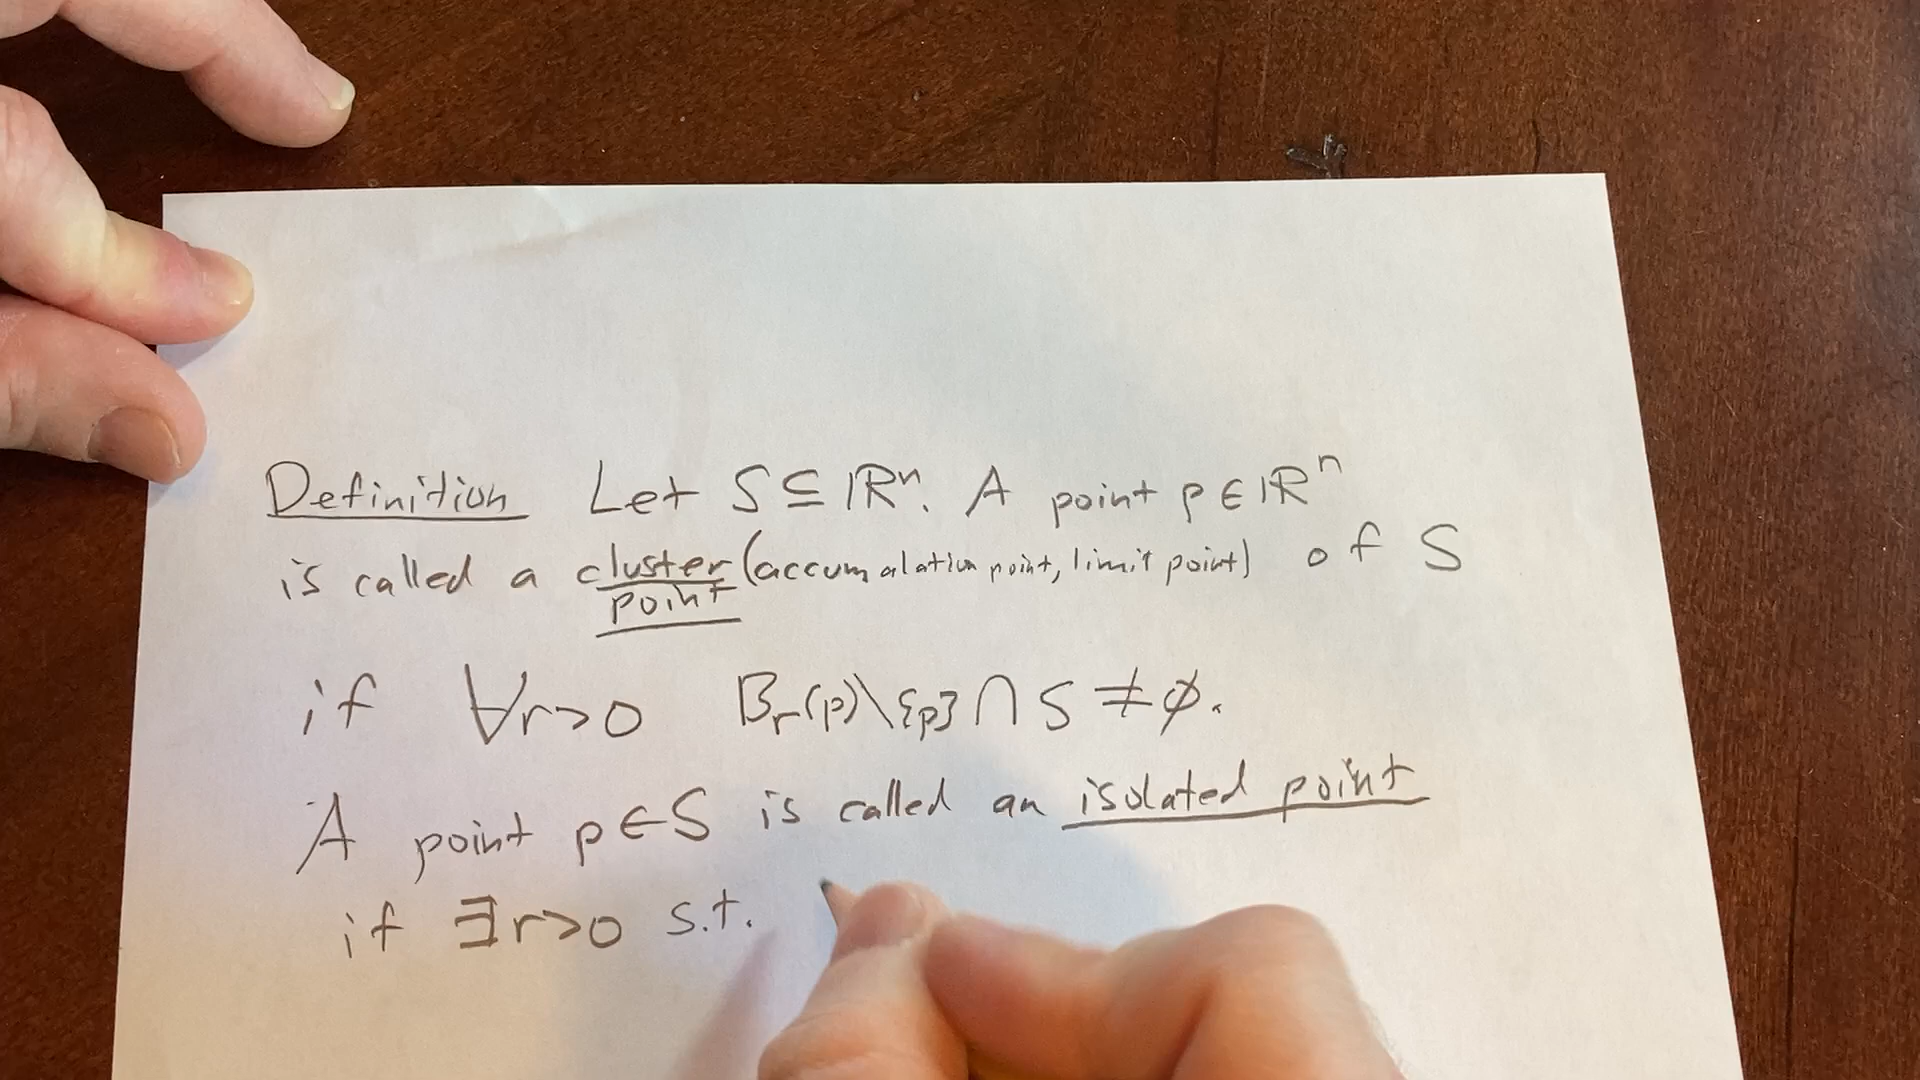 Definition Let S ⊆ ℝⁿ. A point p ∈ ℝⁿ
is called a cluster (accumulation point, limit point) of S
point
if ∀r>0 Bᵣ(p)\{p} ∩ S ≠ ∅.
A point p ∈ S is called an isolated point
if ∃r>0 s.t.